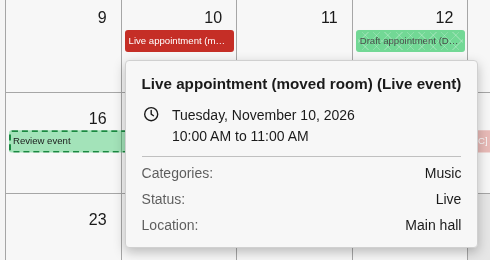 9
10
11
12
Live appointment (m...
Draft appointment (D...
Live appointment (moved room) (Live event)
Tuesday, November 10, 2026
10:00 AM to 11:00 AM
16
Review event
C]
Categories: Music
Status: Live
Location: Main hall
23